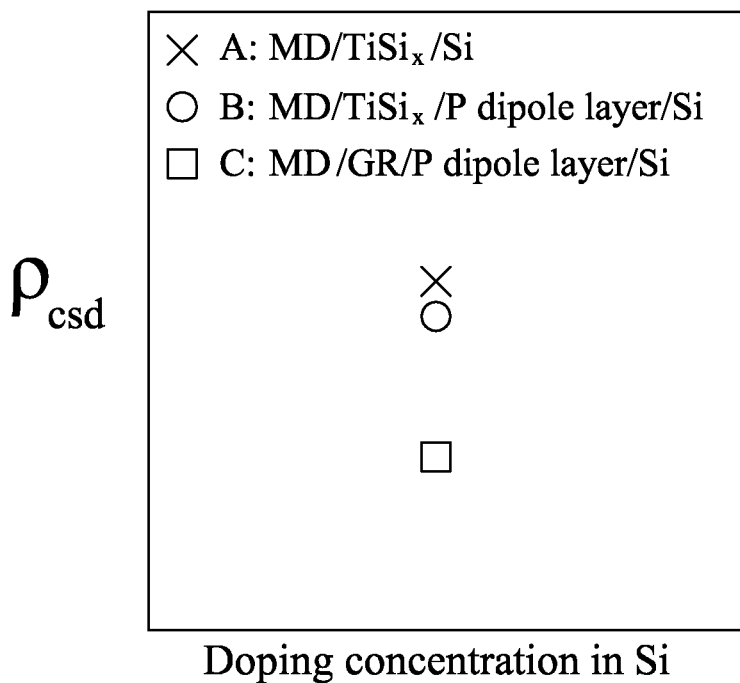 A: MD/TiSiₓ/Si
B: MD/TiSiₓ/P dipole layer/Si
C: MD/GR/P dipole layer/Si
ρcsd
Doping concentration in Si